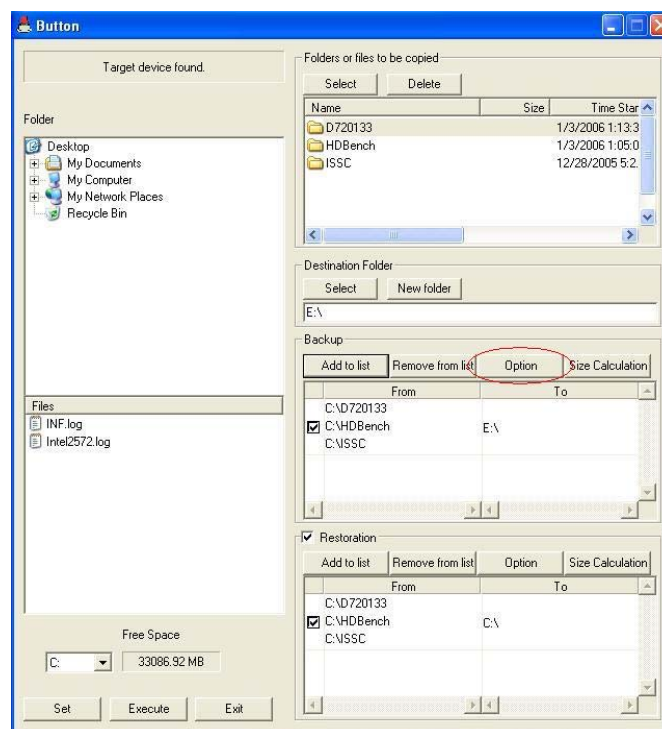 Button
Target device found.
Folder
Desktop
My Documents
My Computer
My Network Places
Recycle Bin
Files
INF.log
Intel2572.log
Free Space
C: 33086.92 MB
Set Execute Exit
Folders or files to be copied
Select Delete
Name Size Time Star
D720133 1/3/2006 1:13:3
HDBench 1/3/2006 1:05:0
ISSC 12/28/2005 5:2.
Destination Folder
Select New folder
E:\
Backup
Add to list Remove from list Option Size Calculation
From To
C:\D720133
C:\HDBench E:\
C:\ISSC
Restoration
Add to list Remove from list Option Size Calculation
From To
C:\D720133
C:\HDBench C:\
C:\ISSC